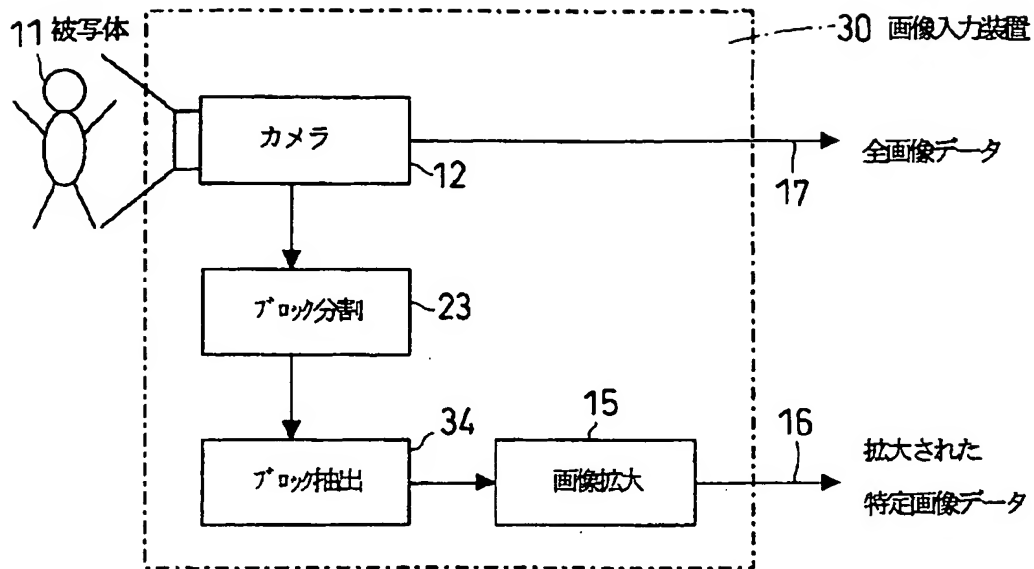 11 被写体
30 画像入力装置
カメラ
12
17
全画像データ
ブロック分割
23
34
ブロック抽出
15
画像拡大
16
拡大された
特定画像データ